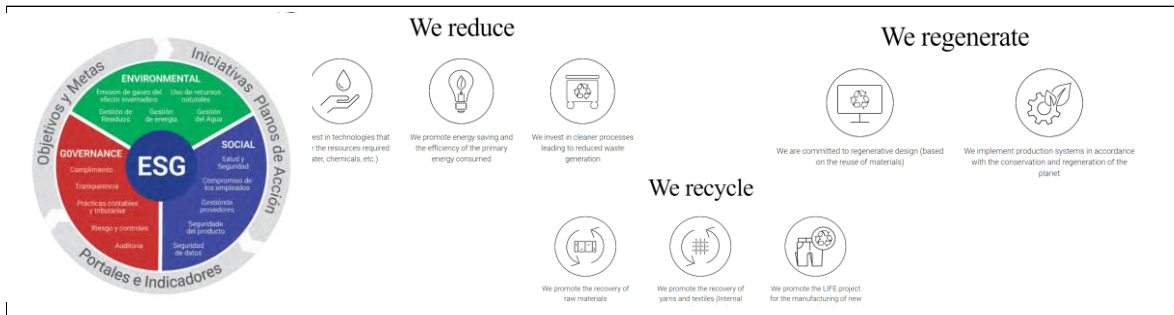 Objetivos y Metas
Iniciativas
Planos de Acción
Portales e Indicadores
ENVIRONMENTAL
Emisión de gases del
efecto invernadero
Uso de recursos
naturales
Gestión de
Residuos
Gestión
de energia
Gestión
del Agua
GOVERNANCE
Cumplimiento
Transparencia
Prácticas contables
y tributarias
Riesgo y controles
Auditoría
ESG
SOCIAL
Salud y
Seguridad
Compromiso de
los empleados
Gestiónde
provedores
Seguridade
del producto
Seguridad
de datos
We reduce
est in technologies that
e the resources required
ater, chemicals, etc.)
We promote energy saving and
the efficiency of the primary
energy consumed
We invest in cleaner processes
leading to reduced waste
generation
We regenerate
We are committed to regenerative design (based
on the reuse of materials)
We implement production systems in accordance
with the conservation and regeneration of the
planet
We recycle
We promote the recovery of
raw materials
We promote the recovery of
yarns and textiles (Internal
We promote the LIFE project
for the manufacturing of new